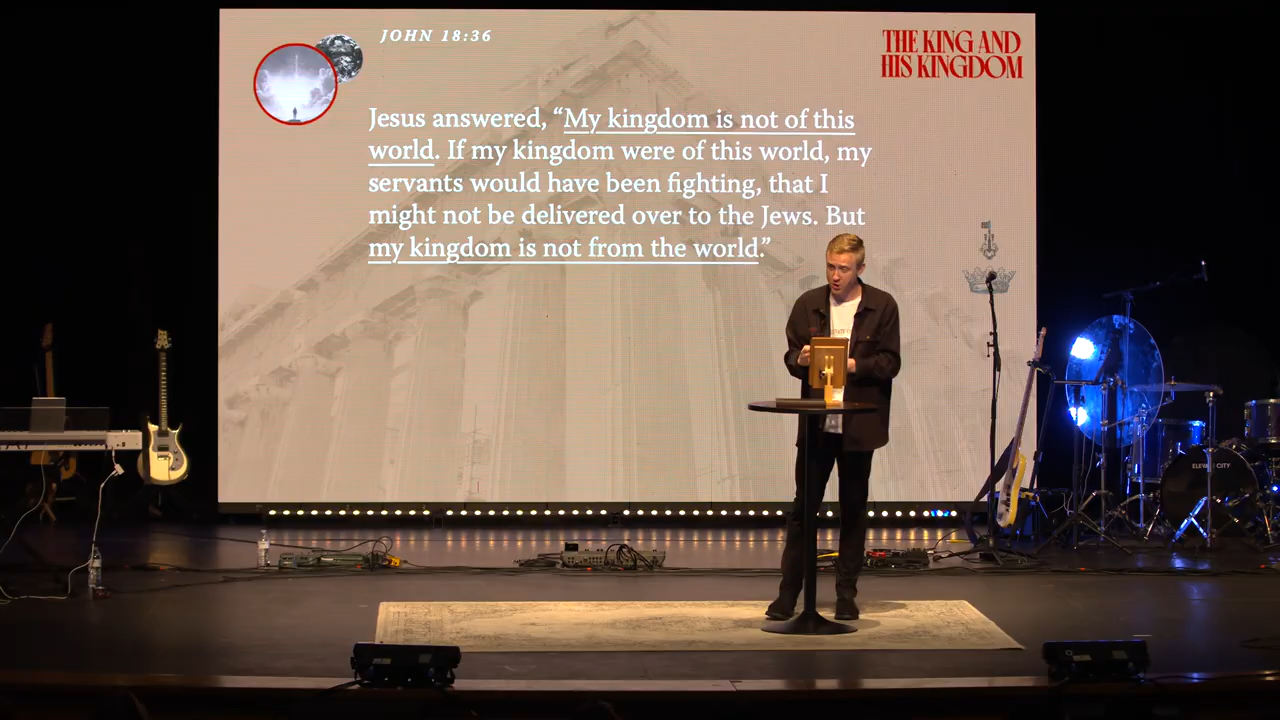 JOHN 18:36
THE KING AND
HIS KINGDOM
Jesus answered, “My kingdom is not of this
world. If my kingdom were of this world, my
servants would have been fighting, that I
might not be delivered over to the Jews. But
my kingdom is not from the world.”
CITY